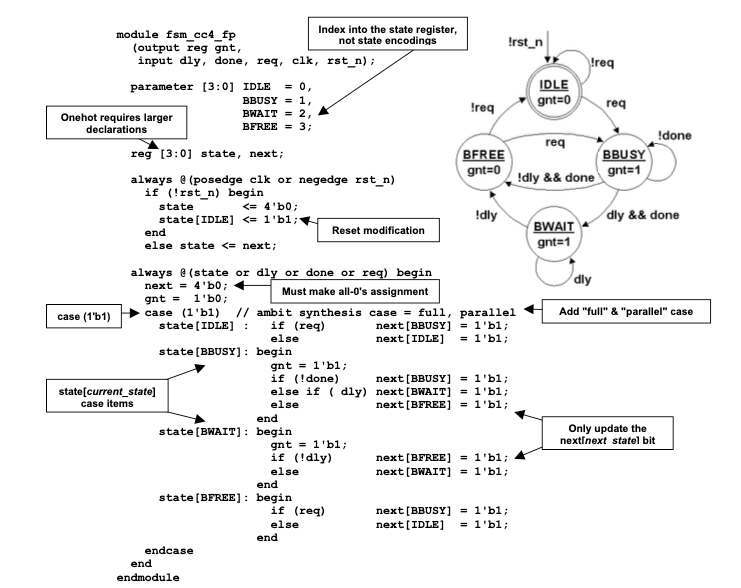 module fsm_cc4_fp
(output reg gnt,
input dly, done, req, clk, rst_n);
Index into the state register,
not state encodings
parameter [3:0] IDLE = 0,
BBUSY = 1,
BWAIT = 2,
BFREE = 3;
Onehot requires larger
declarations
reg [3:0] state, next;
always @(posedge clk or negedge rst_n)
if (!rst_n) begin
state <= 4'b0;
state[IDLE] <= 1'b1;
end
else state <= next;
Reset modification
always @(state or dly or done or req) begin
next = 4'b0;
gnt = 1'b0;
Must make all-0's assignment
case (1'b1)
case (1'b1) // ambit synthesis case = full, parallel
Add "full" & "parallel" case
state[IDLE] : if (req) next[BBUSY] = 1'b1;
else next[IDLE] = 1'b1;
state[BBUSY]: begin
gnt = 1'b1;
if (!done) next[BBUSY] = 1'b1;
else if ( dly) next[BWAIT] = 1'b1;
else next[BFREE] = 1'b1;
end
state[current_state]
case items
state[BWAIT]: begin
gnt = 1'b1;
if (!dly) next[BFREE] = 1'b1;
else next[BWAIT] = 1'b1;
end
Only update the
next[next state] bit
state[BFREE]: begin
if (req) next[BBUSY] = 1'b1;
else next[IDLE] = 1'b1;
end
endcase
end
endmodule
!rst_n
!req
IDLE
gnt=0
!req
req
req
!done
BFREE
gnt=0
BBUSY
gnt=1
!dly && done
!dly
dly && done
BWAIT
gnt=1
dly